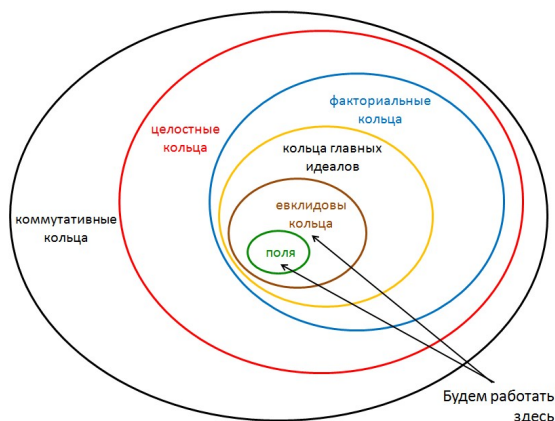 факториальные
кольца
целостные
кольца
кольца главных
идеалов
евклидовы
кольца
коммутативные
кольца
поля
Будем работать
здесь